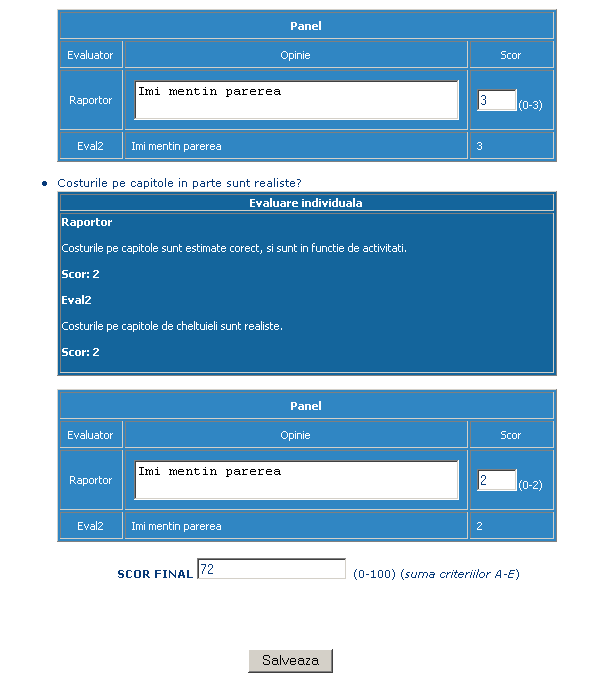 Panel
Evaluator Opinie Scor
Raportor Imi mentin parerea 3 (0-3)
Eval2 Imi mentin parerea 3
Costurile pe capitole in parte sunt realiste?
Evaluare individuala
Raportor
Costurile pe capitole sunt estimate corect, si sunt in functie de activitati.
Scor: 2
Eval2
Costurile pe capitole de cheltuieli sunt realiste.
Scor: 2
Panel
Evaluator Opinie Scor
Raportor Imi mentin parerea 2 (0-2)
Eval2 Imi mentin parerea 2
SCOR FINAL 72 (0-100) (suma criteriilor A-E)
Salveaza